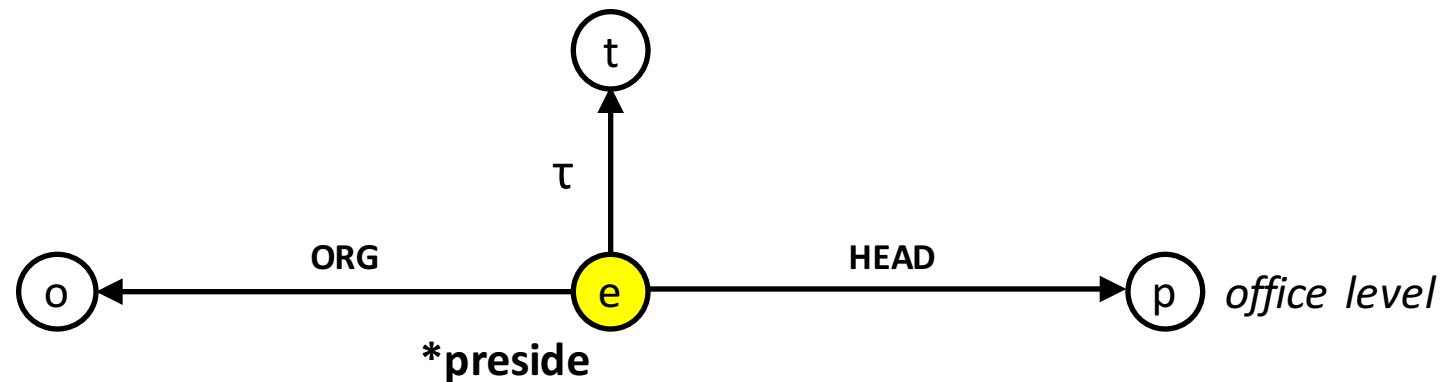 t
τ
ORG
HEAD
o
e
p
office level
*preside